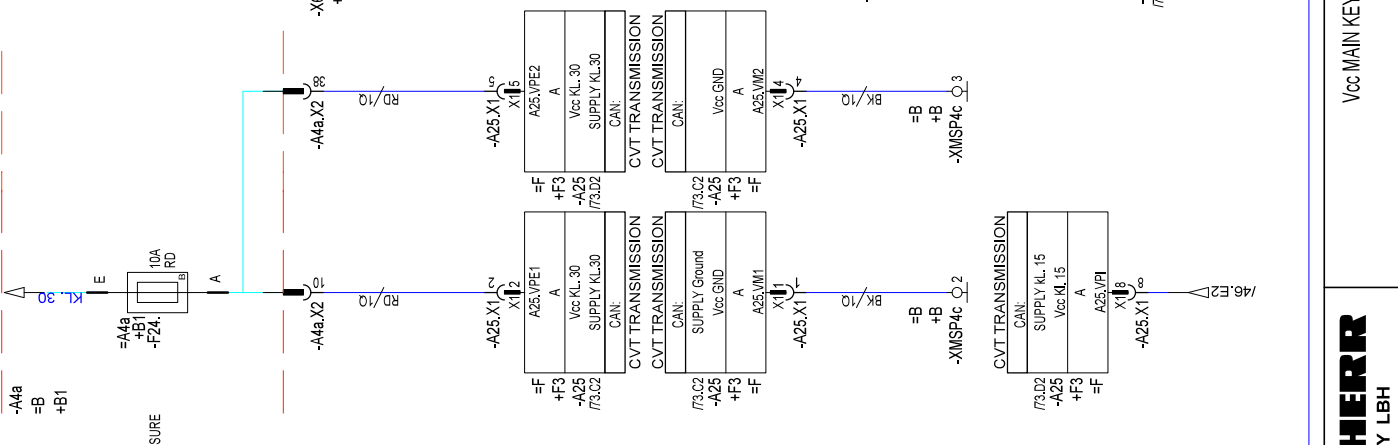 -A4a
=B
+B1
SURE
KL. 30
E
=A4a
+B1
-F24.
10A
RD
B
A
-A4a.X2
10
RD/1Q
-A25.X1
2
X1 2
A25.VPE1
A
Vcc KL. 30
SUPPLY KL.30
CAN:
CVT TRANSMISSION
=F
+F3
-A25
/73.C2
CVT TRANSMISSION
CAN:
SUPPLY Ground
Vcc GND
A
A25.VM1
/73.C2
-A25
+F3
=F
X1 1
1
-A25.X1
BK/1Q
=B
+B
-XMSP4c
2
CVT TRANSMISSION
CAN:
SUPPLY kL. 15
Vcc Kl. 15
A
A25.VPI
/73.D2
-A25
+F3
=F
X1 8
8
-A25.X1
/46.E2
-A4a.X2
38
RD/1Q
-A25.X1
5
X1 5
A25.VPE2
A
Vcc KL. 30
SUPPLY KL.30
CAN:
CVT TRANSMISSION
=F
+F3
-A25
/73.D2
CVT TRANSMISSION
CAN:
Vcc GND
A
A25.VM2
/73.C2
-A25
+F3
=F
X1 4
4
-A25.X1
BK/1Q
=B
+B
-XMSP4c
3
Vcc MAIN KEY
HERR
Y LBH